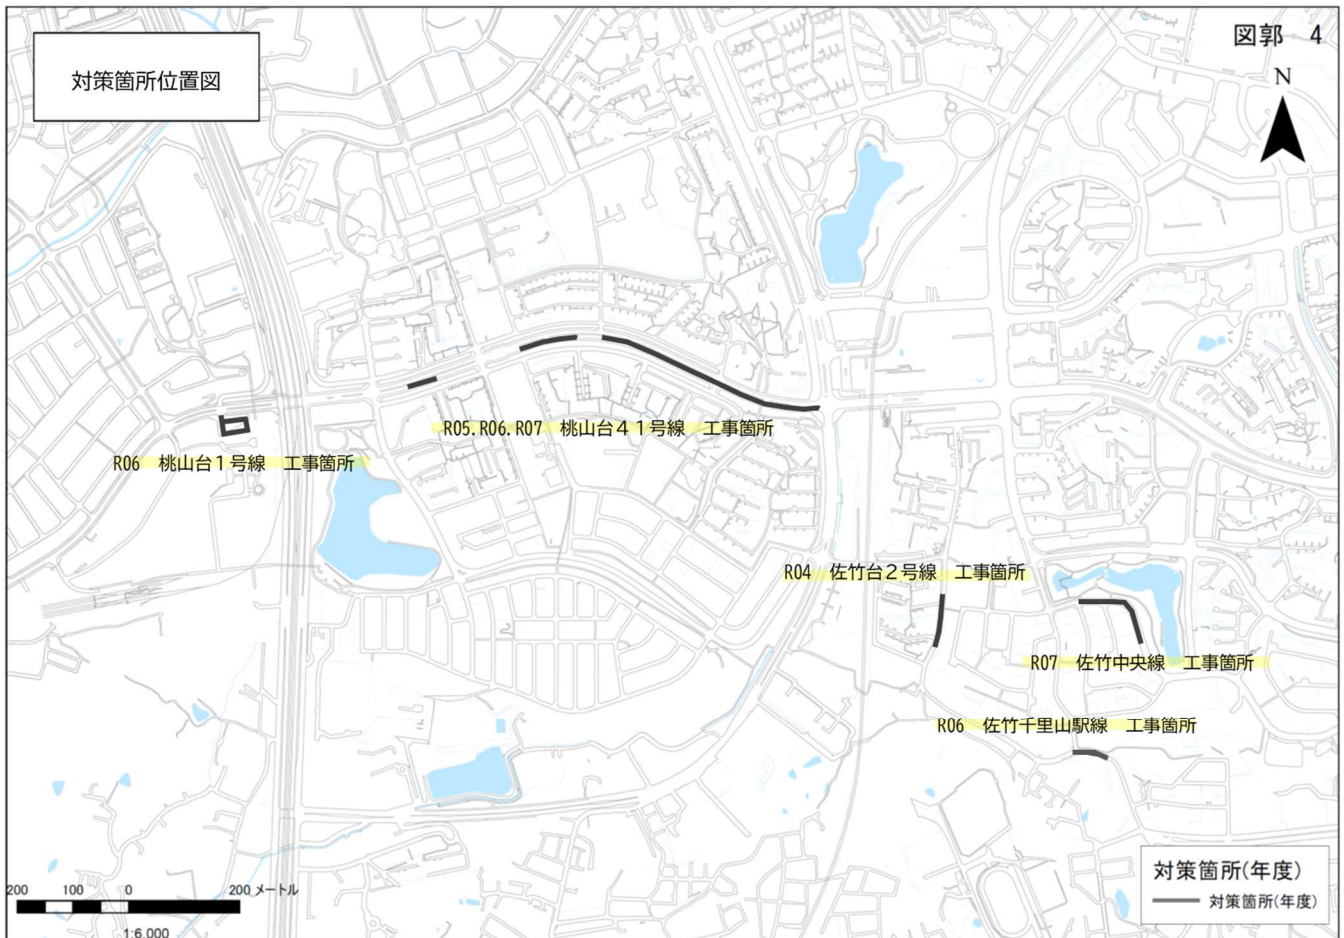 図郭　4
対策箇所位置図
N
R05.R06.R07　桃山台４１号線　工事箇所
R06　桃山台１号線　工事箇所
R04　佐竹台２号線　工事箇所
R07　佐竹中央線　工事箇所
R06　佐竹千里山駅線　工事箇所
対策箇所(年度)
対策箇所(年度)
200 100 0 200 メートル
1:6,000